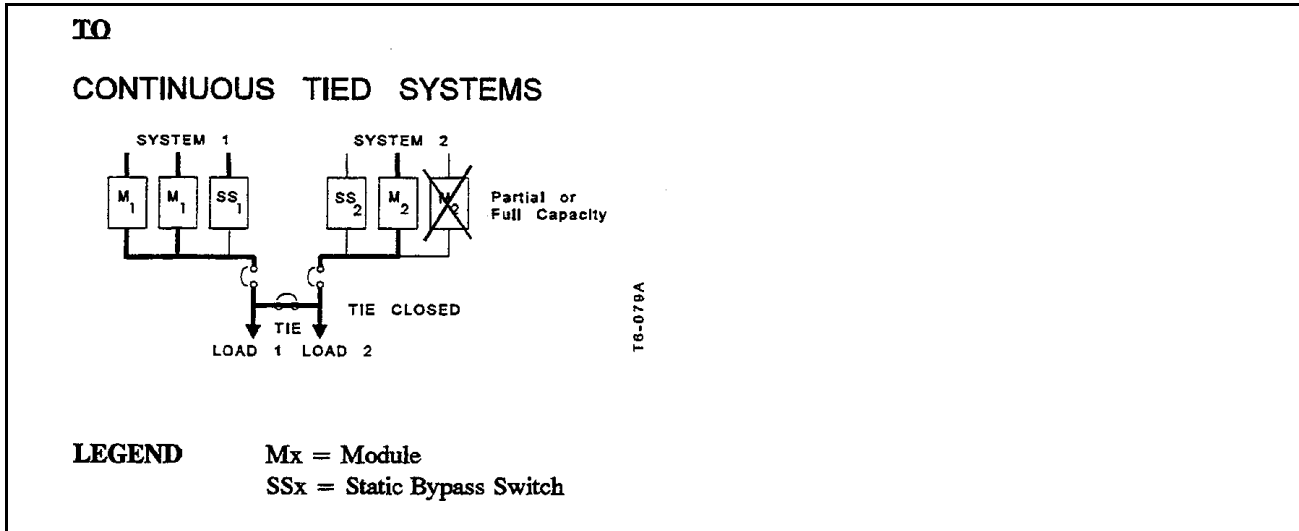 TO
CONTINUOUS TIED SYSTEMS
SYSTEM 1 SYSTEM 2
M1 M1 SS1 SS2 M2 M2
Partial or
Full Capacity
TIE CLOSED
TIE
LOAD 1 LOAD 2
T6-079A
LEGEND Mx = Module
SSx = Static Bypass Switch